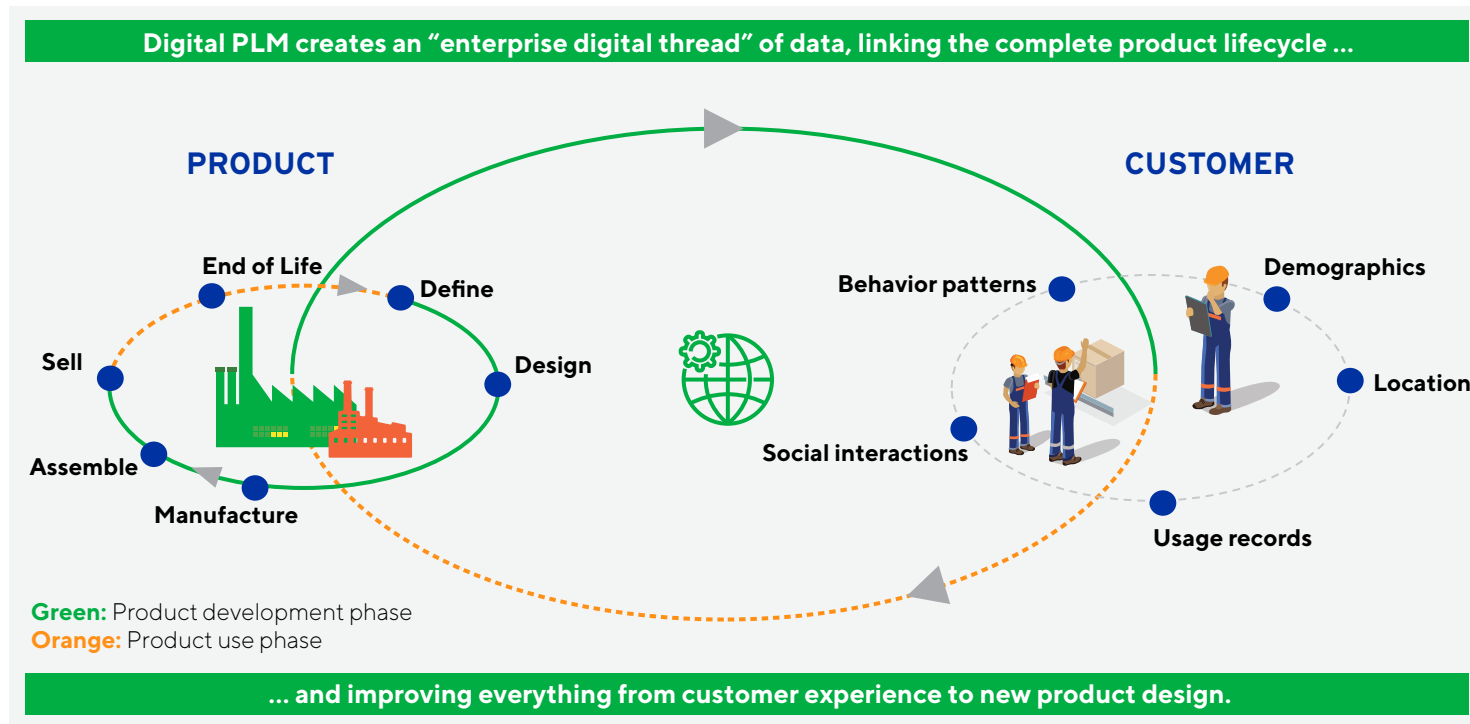 Digital PLM creates an “enterprise digital thread” of data, linking the complete product lifecycle ...
PRODUCT
CUSTOMER
End of Life
Define
Sell
Design
Assemble
Manufacture
Behavior patterns
Demographics
Location
Social interactions
Usage records
Green: Product development phase
Orange: Product use phase
... and improving everything from customer experience to new product design.